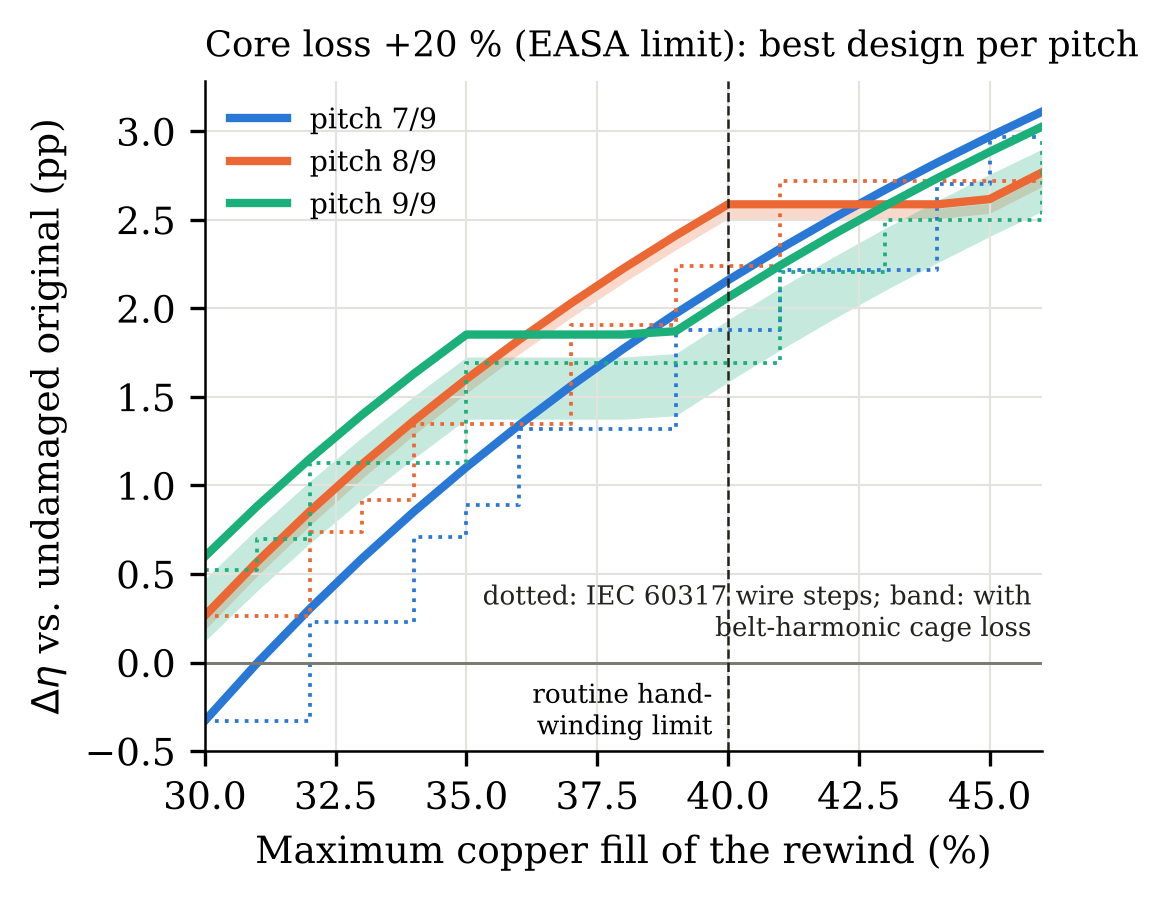 Core loss +20 % (EASA limit): best design per pitch
pitch 7/9
pitch 8/9
pitch 9/9
Δη vs. undamaged original (pp)
3.0
2.5
2.0
1.5
1.0
0.5
0.0
−0.5
dotted: IEC 60317 wire steps; band: with
belt-harmonic cage loss
routine hand-
winding limit
30.0 32.5 35.0 37.5 40.0 42.5 45.0
Maximum copper fill of the rewind (%)